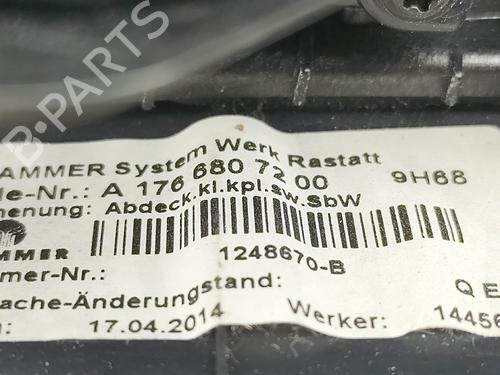 B-PARTS
AMMER System Werk Rastatt
le-Nr.: A 176 680 72 00 9H68
nenung: Abdeck.kl.kpl.sw.SbW
MMER
mer-Nr.: 1248670-B
ache-Änderungstand: Q E
: 17.04.2014 Werker: 1445